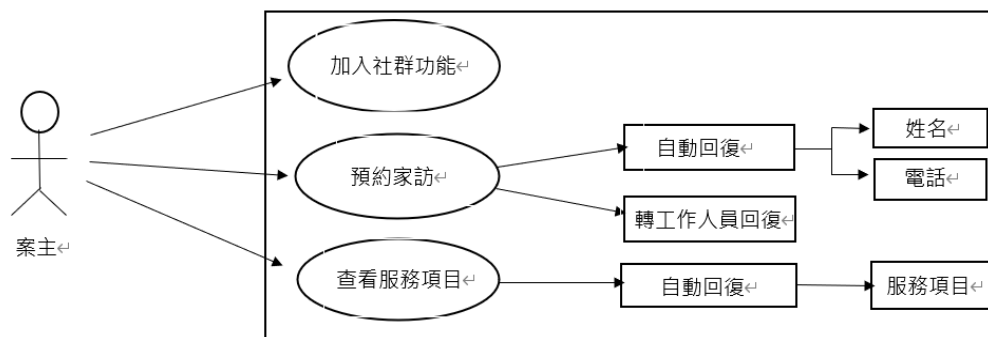 加入社群功能
案主
預約家訪
自動回復
姓名
電話
轉工作人員回復
查看服務項目
自動回復
服務項目